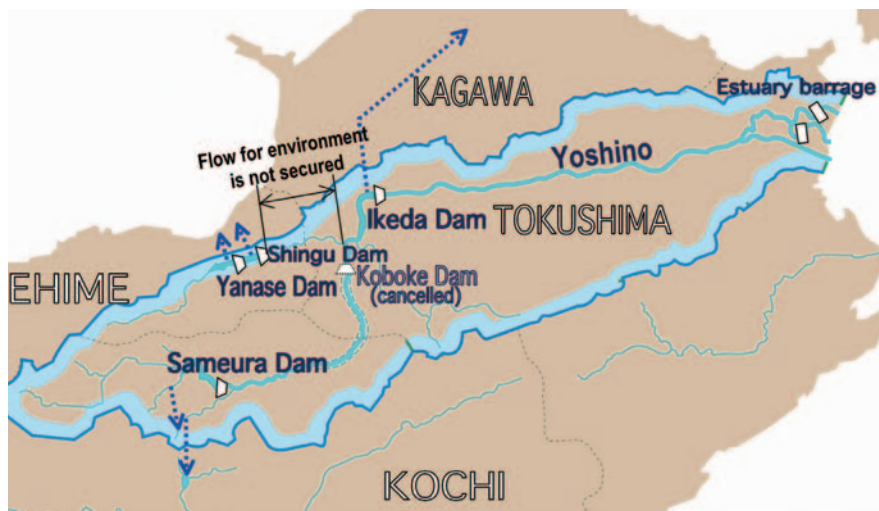 KAGAWA
Estuary barrage
Flow for environment
is not secured
Yoshino
Ikeda Dam
TOKUSHIMA
Shingu Dam
EHIME
Yanase Dam
Koboke Dam
(cancelled)
Sameura Dam
KOCHI